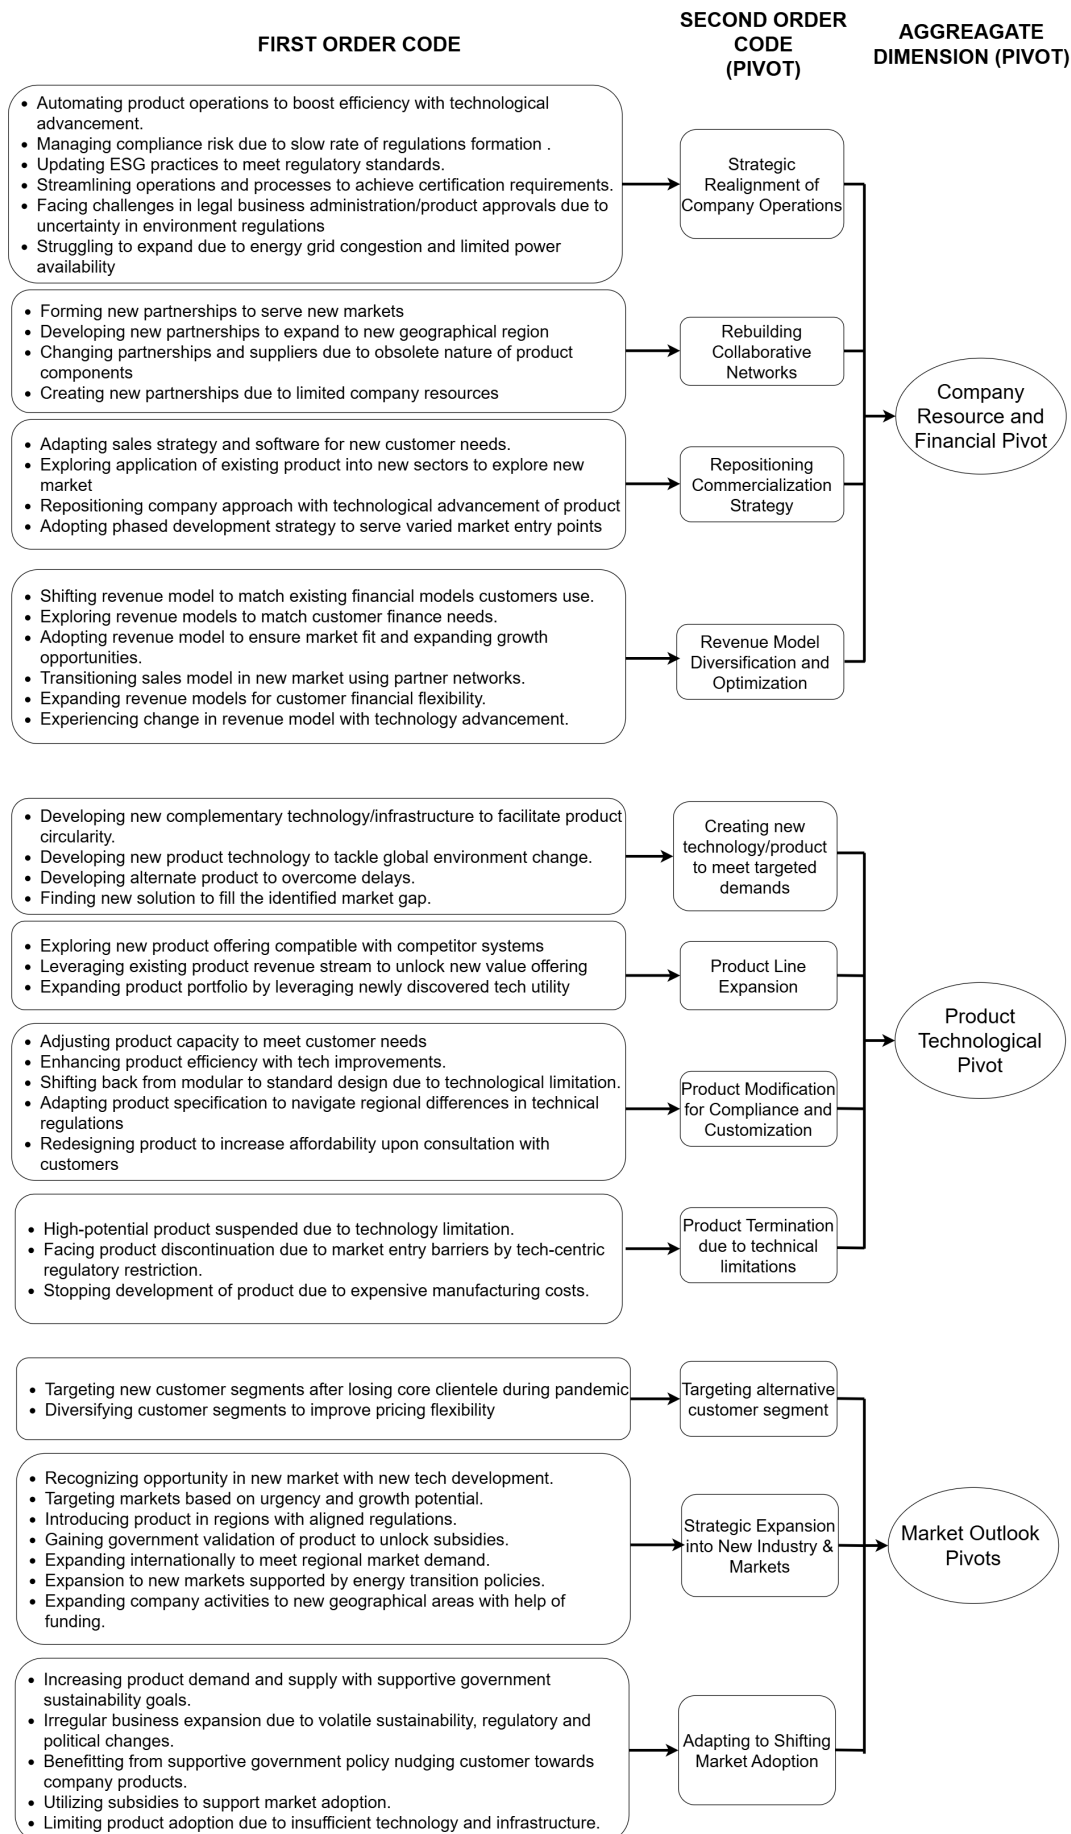 FIRST ORDER CODE
SECOND ORDER
CODE
(PIVOT)
AGGREAGATE
DIMENSION (PIVOT)
• Automating product operations to boost efficiency with technological
advancement.
• Managing compliance risk due to slow rate of regulations formation .
• Updating ESG practices to meet regulatory standards.
• Streamlining operations and processes to achieve certification requirements.
• Facing challenges in legal business administration/product approvals due to
uncertainty in environment regulations
• Struggling to expand due to energy grid congestion and limited power
availability
Strategic
Realignment of
Company Operations
• Forming new partnerships to serve new markets
• Developing new partnerships to expand to new geographical region
• Changing partnerships and suppliers due to obsolete nature of product
components
• Creating new partnerships due to limited company resources
Rebuilding
Collaborative
Networks
Company
Resource and
Financial Pivot
• Adapting sales strategy and software for new customer needs.
• Exploring application of existing product into new sectors to explore new
market
• Repositioning company approach with technological advancement of product
• Adopting phased development strategy to serve varied market entry points
Repositioning
Commercialization
Strategy
• Shifting revenue model to match existing financial models customers use.
• Exploring revenue models to match customer finance needs.
• Adopting revenue model to ensure market fit and expanding growth
opportunities.
• Transitioning sales model in new market using partner networks.
• Expanding revenue models for customer financial flexibility.
• Experiencing change in revenue model with technology advancement.
Revenue Model
Diversification and
Optimization
• Developing new complementary technology/infrastructure to facilitate product
circularity.
• Developing new product technology to tackle global environment change.
• Developing alternate product to overcome delays.
• Finding new solution to fill the identified market gap.
Creating new
technology/product
to meet targeted
demands
• Exploring new product offering compatible with competitor systems
• Leveraging existing product revenue stream to unlock new value offering
• Expanding product portfolio by leveraging newly discovered tech utility
Product Line
Expansion
Product
Technological
Pivot
• Adjusting product capacity to meet customer needs
• Enhancing product efficiency with tech improvements.
• Shifting back from modular to standard design due to technological limitation.
• Adapting product specification to navigate regional differences in technical
regulations
• Redesigning product to increase affordability upon consultation with
customers
Product Modification
for Compliance and
Customization
• High-potential product suspended due to technology limitation.
• Facing product discontinuation due to market entry barriers by tech-centric
regulatory restriction.
• Stopping development of product due to expensive manufacturing costs.
Product Termination
due to technical
limitations
• Targeting new customer segments after losing core clientele during pandemic
• Diversifying customer segments to improve pricing flexibility
Targeting alternative
customer segment
• Recognizing opportunity in new market with new tech development.
• Targeting markets based on urgency and growth potential.
• Introducing product in regions with aligned regulations.
• Gaining government validation of product to unlock subsidies.
• Expanding internationally to meet regional market demand.
• Expansion to new markets supported by energy transition policies.
• Expanding company activities to new geographical areas with help of
funding.
Strategic Expansion
into New Industry &
Markets
Market Outlook
Pivots
• Increasing product demand and supply with supportive government
sustainability goals.
• Irregular business expansion due to volatile sustainability, regulatory and
political changes.
• Benefitting from supportive government policy nudging customer towards
company products.
• Utilizing subsidies to support market adoption.
• Limiting product adoption due to insufficient technology and infrastructure.
Adapting to Shifting
Market Adoption